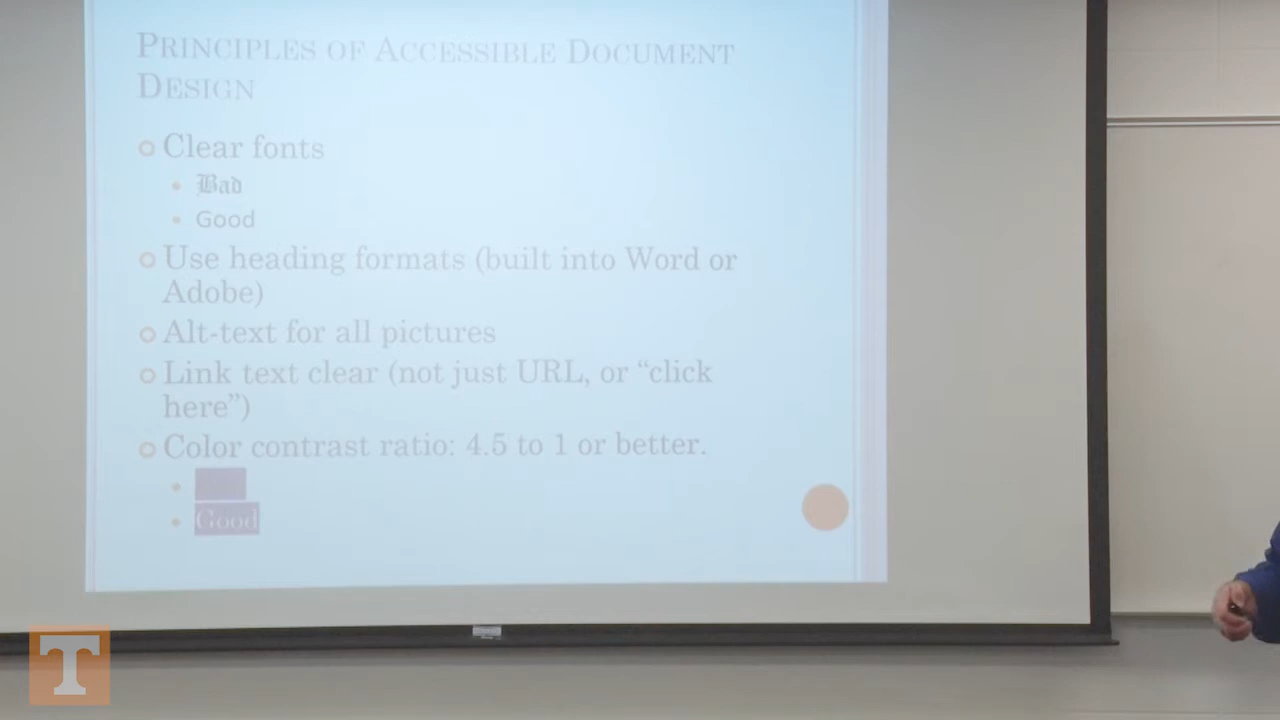 PRINCIPLES OF ACCESSIBLE DOCUMENT
DESIGN
Clear fonts
Bad
Good
Use heading formats (built into Word or
Adobe)
Alt-text for all pictures
Link text clear (not just URL, or “click
here”)
Color contrast ratio: 4.5 to 1 or better.
Good
T